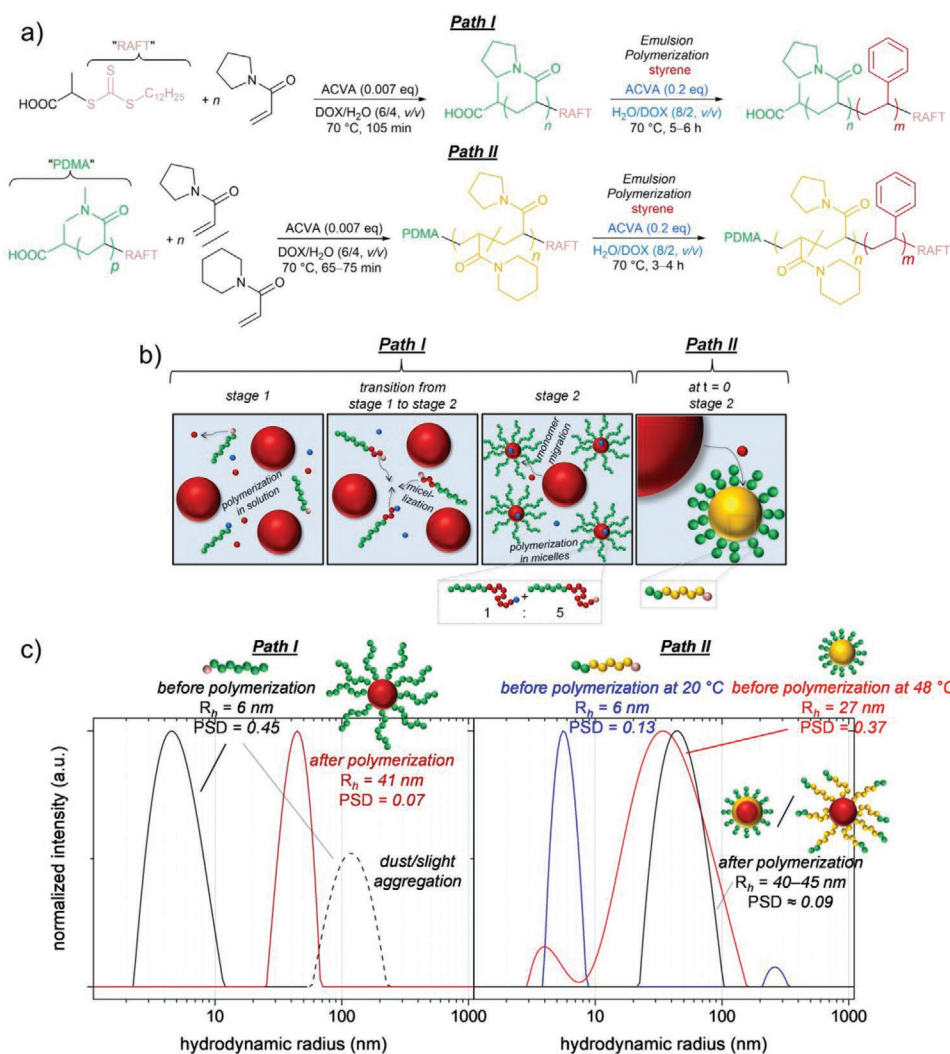 a)
Path I
"RAFT"
HOOC
S
S
S
C12H25
+ n
N
O
ACVA (0.007 eq)
DOX/H2O (6/4, v/v)
70 °C, 105 min
HOOC
N
O
n
RAFT
Emulsion
Polymerization
styrene
ACVA (0.2 eq)
H2O/DOX (8/2, v/v)
70 °C, 5–6 h
HOOC
N
O
n
m
RAFT
Path II
"PDMA"
HOOC
N
O
p
RAFT
+ n
N
O
N
O
ACVA (0.007 eq)
DOX/H2O (6/4, v/v)
70 °C, 65–75 min
PDMA
N
O
O
N
n
RAFT
Emulsion
Polymerization
styrene
ACVA (0.2 eq)
H2O/DOX (8/2, v/v)
70 °C, 3–4 h
PDMA
N
O
O
N
n
m
RAFT
b)
Path I
Path II
stage 1
transition from
stage 1 to stage 2
stage 2
at t = 0
stage 2
polymerization
in solution
micel-
lization
monomer
migration
polymerization
in micelles
+
1 : 5
c)
Path I
before polymerization
Rh = 6 nm
PSD = 0.45
after polymerization
Rh = 41 nm
PSD = 0.07
dust/slight
aggregation
Path II
before polymerization at 20 °C
Rh = 6 nm
PSD = 0.13
before polymerization at 48 °C
Rh = 27 nm
PSD = 0.37
after polymerization
Rh = 40–45 nm
PSD ≈ 0.09
normalized intensity (a.u.)
10 100 1000
10 100 1000
hydrodynamic radius (nm)
hydrodynamic radius (nm)